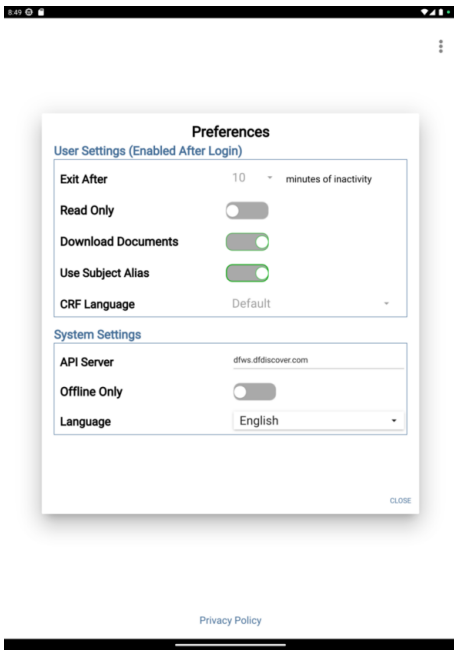 8:49
Preferences
User Settings (Enabled After Login)
Exit After 10 minutes of inactivity
Read Only
Download Documents
Use Subject Alias
CRF Language Default
System Settings
API Server dfws.dfdiscover.com
Offline Only
Language English
CLOSE
Privacy Policy